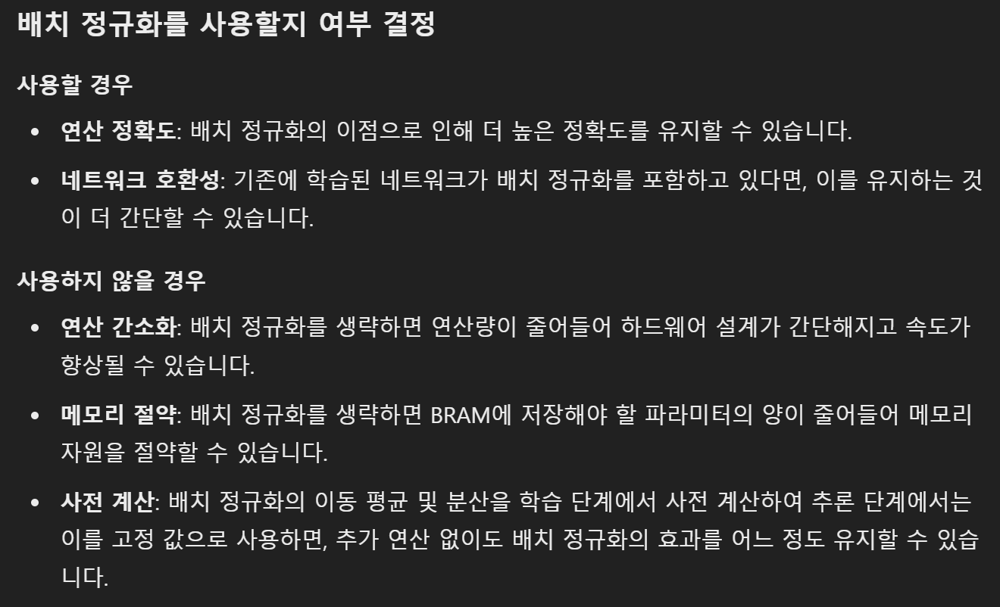 배치 정규화를 사용할지 여부 결정
사용할 경우
• 연산 정확도: 배치 정규화의 이점으로 인해 더 높은 정확도를 유지할 수 있습니다.
• 네트워크 호환성: 기존에 학습된 네트워크가 배치 정규화를 포함하고 있다면, 이를 유지하는 것
이 더 간단할 수 있습니다.
사용하지 않을 경우
• 연산 간소화: 배치 정규화를 생략하면 연산량이 줄어들어 하드웨어 설계가 간단해지고 속도가
향상될 수 있습니다.
• 메모리 절약: 배치 정규화를 생략하면 BRAM에 저장해야 할 파라미터의 양이 줄어들어 메모리
자원을 절약할 수 있습니다.
• 사전 계산: 배치 정규화의 이동 평균 및 분산을 학습 단계에서 사전 계산하여 추론 단계에서는
이를 고정 값으로 사용하면, 추가 연산 없이도 배치 정규화의 효과를 어느 정도 유지할 수 있습
니다.